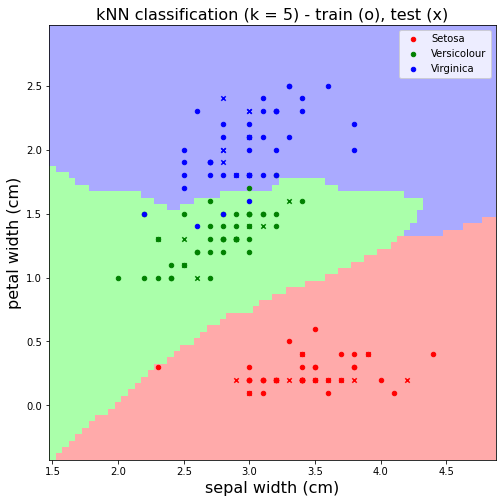 kNN classification (k = 5) - train (o), test (x)
Setosa
Versicolour
Virginica
petal width (cm)
2.5
2.0
1.5
1.0
0.5
0.0
1.5 2.0 2.5 3.0 3.5 4.0 4.5
sepal width (cm)